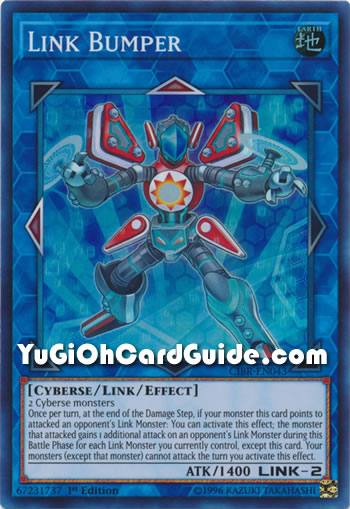 LINK BUMPER
EARTH
地
YuGiOhCardGuide.com
CIBR-EN043
[CYBERSE/LINK/EFFECT]
2 Cyberse monsters
Once per turn, at the end of the Damage Step, if your monster this card points to
attacked an opponent's Link Monster: You can activate this effect; the monster
that attacked gains 1 additional attack on an opponent's Link Monster during this
Battle Phase for each Link Monster you currently control, except this card. Your
monsters (except that monster) cannot attack the turn you activate this effect.
ATK/1400 LINK-2
67231737 1st Edition ©1996 KAZUKI TAKAHASHI